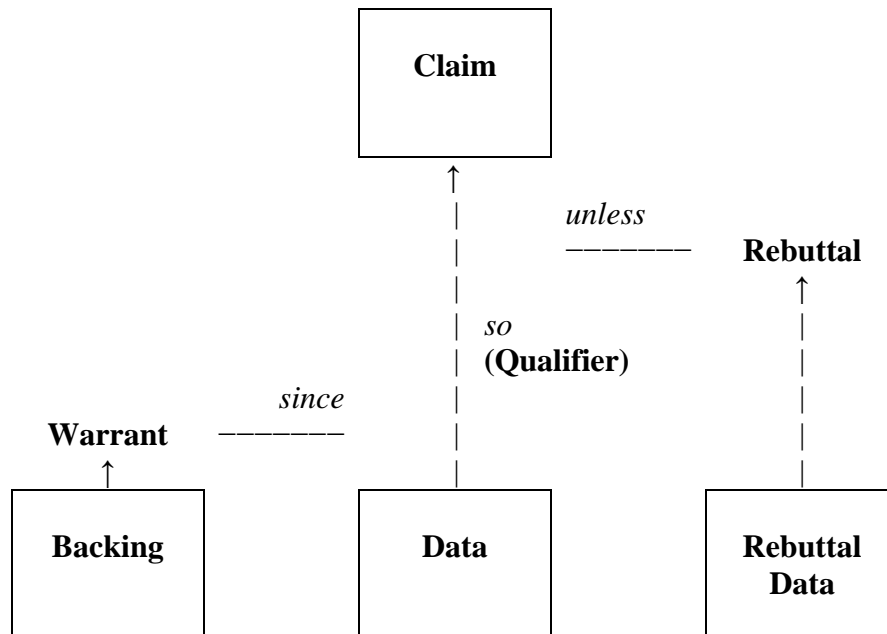 Claim
unless
Rebuttal
so
(Qualifier)
since
Warrant
Backing
Data
Rebuttal
Data